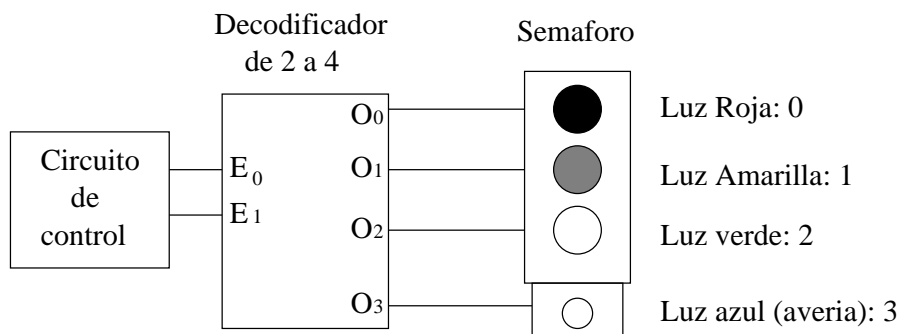 Decodificador
de 2 a 4
Semaforo
Circuito
de
control
E0
E1
O0
O1
O2
O3
Luz Roja: 0
Luz Amarilla: 1
Luz verde: 2
Luz azul (averia): 3